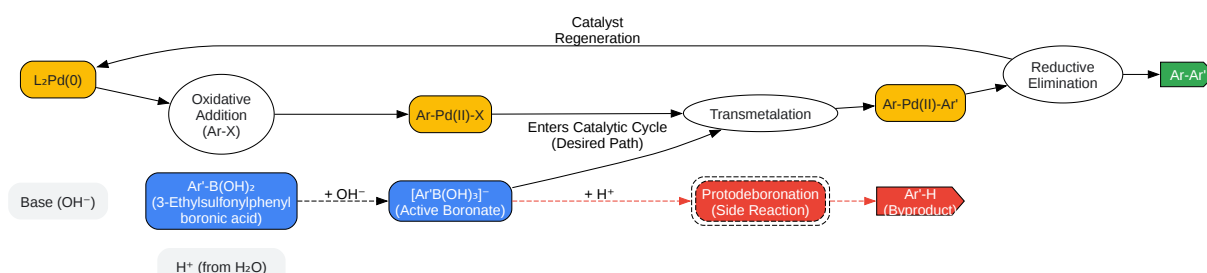 Catalyst
Regeneration
L₂Pd(0)
Oxidative
Addition
(Ar-X)
Ar-Pd(II)-X
Enters Catalytic Cycle
(Desired Path)
Transmetalation
Ar-Pd(II)-Ar'
Reductive
Elimination
Ar-Ar'
Base (OH⁻)
Ar'-B(OH)₂
(3-Ethylsulfonylphenyl
boronic acid)
+ OH⁻
[Ar'B(OH)₃]⁻
(Active Boronate)
+ H⁺
Protodeboronation
(Side Reaction)
Ar'-H
(Byproduct)
H⁺ (from H₂O)